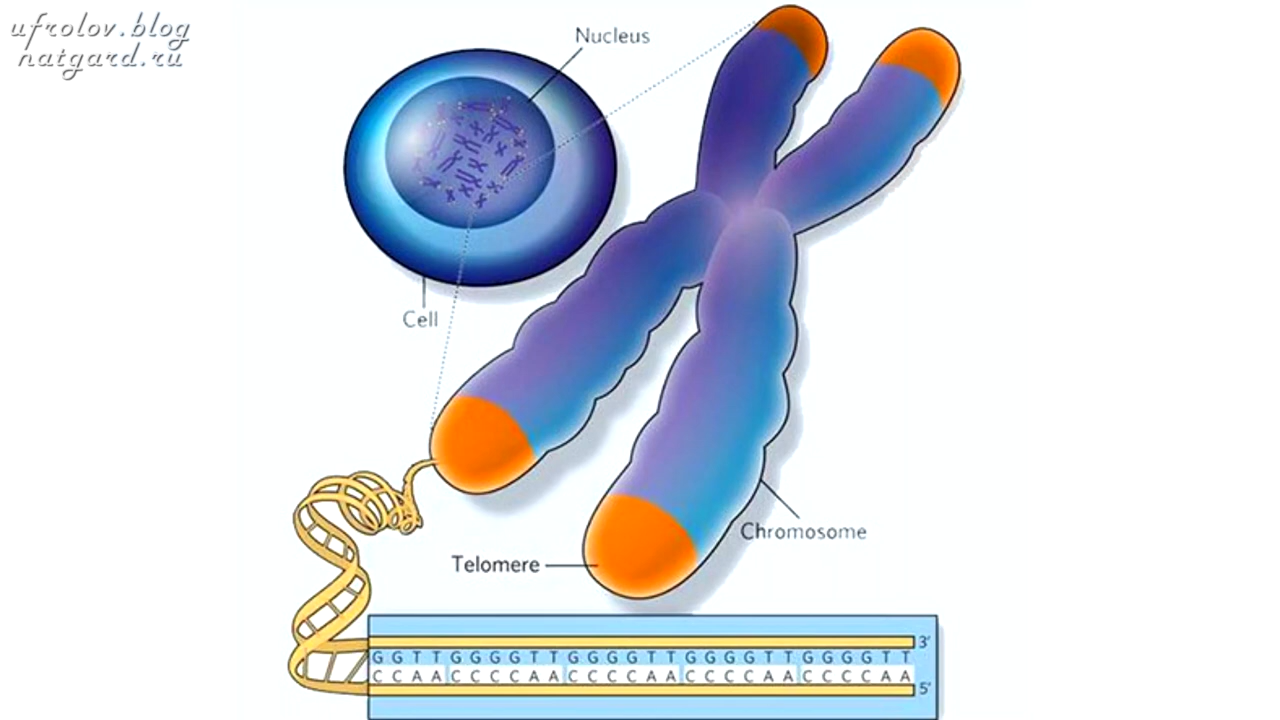 ufrolov.blog
natgard.ru
Nucleus
Cell
Chromosome
Telomere
3'
GGTTGGGGTTGGGGTTGGGGTTGGGGTT
CCAACCCCAACCCCAACCCCAACCCCAA
5'